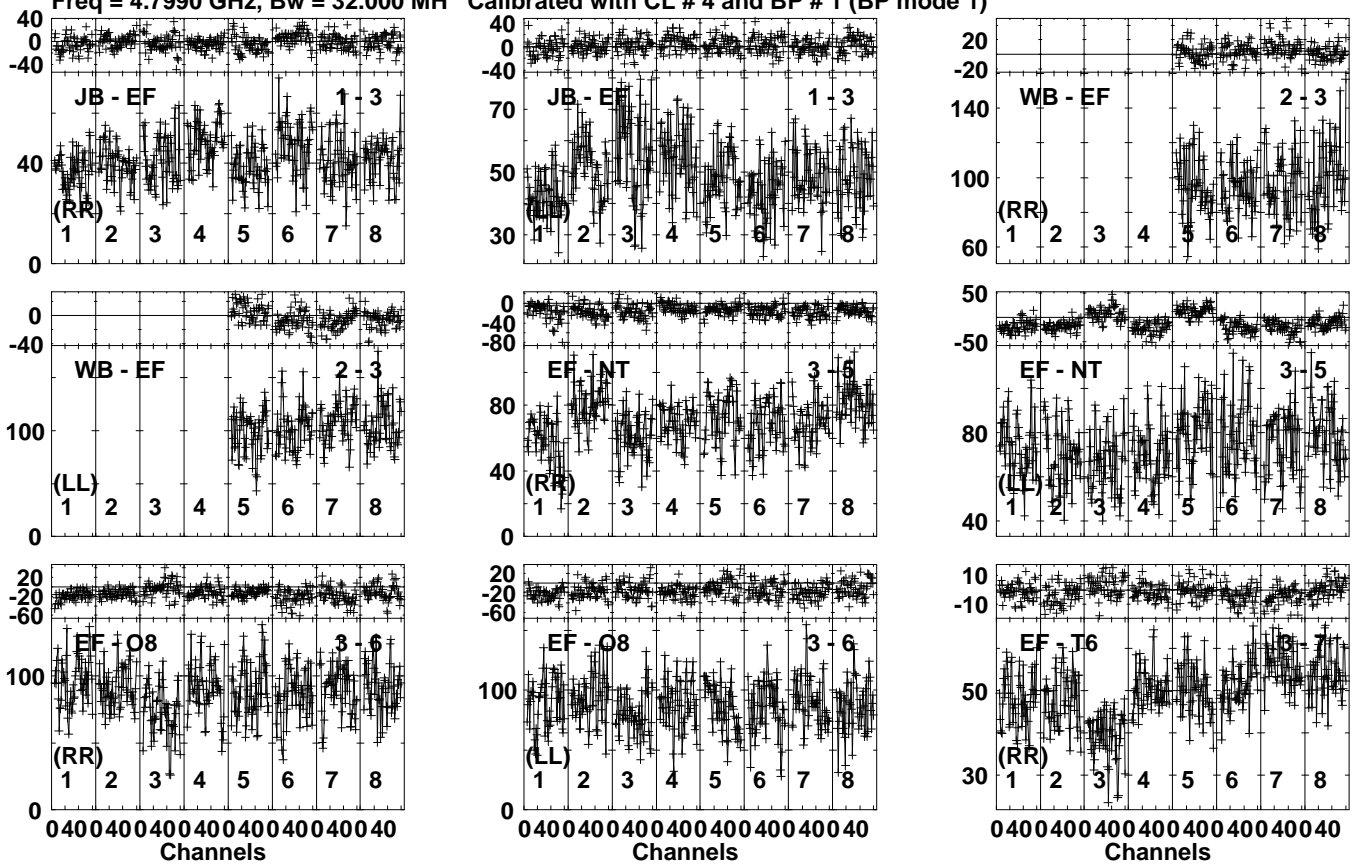 Freq = 4.7990 GHz, Bw = 32.000 MH Calibrated with CL # 4 and BP # 1 (BP mode 1)
40
0
-40
JB - EF 1 - 3
40
(RR)
1 2 3 4 5 6 7 8
0
40
0
-40
JB - EF 1 - 3
70
50
(LL)
30
1 2 3 4 5 6 7 8
20
-20
WB - EF 2 - 3
140
100
(RR)
60
1 2 3 4 5 6 7 8
0
-40
WB - EF 2 - 3
100
(LL)
1 2 3 4 5 6 7 8
0
0
-40
-80
EF - NT 3 - 5
80
40
(RR)
1 2 3 4 5 6 7 8
0
50
-50
EF - NT 3 - 5
80
(LL)
1 2 3 4 5 6 7 8
40
20
-20
-60
EF - O8 3 - 6
100
(RR)
1 2 3 4 5 6 7 8
0
20
-20
-60
EF - O8 3 - 6
100
(LL)
1 2 3 4 5 6 7 8
0
10
-10
EF - T6 3 - 7
50
(RR)
30
1 2 3 4 5 6 7 8
0 40 0 40 0 40 0 40 0 40 0 40 0 40 0 40
Channels
0 40 0 40 0 40 0 40 0 40 0 40 0 40 0 40
Channels
0 40 0 40 0 40 0 40 0 40 0 40 0 40 0 40
Channels